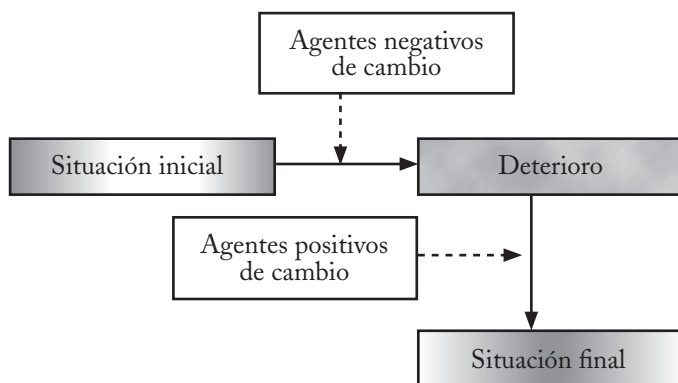 Agentes negativos
de cambio
Situación inicial
Deterioro
Agentes positivos
de cambio
Situación final